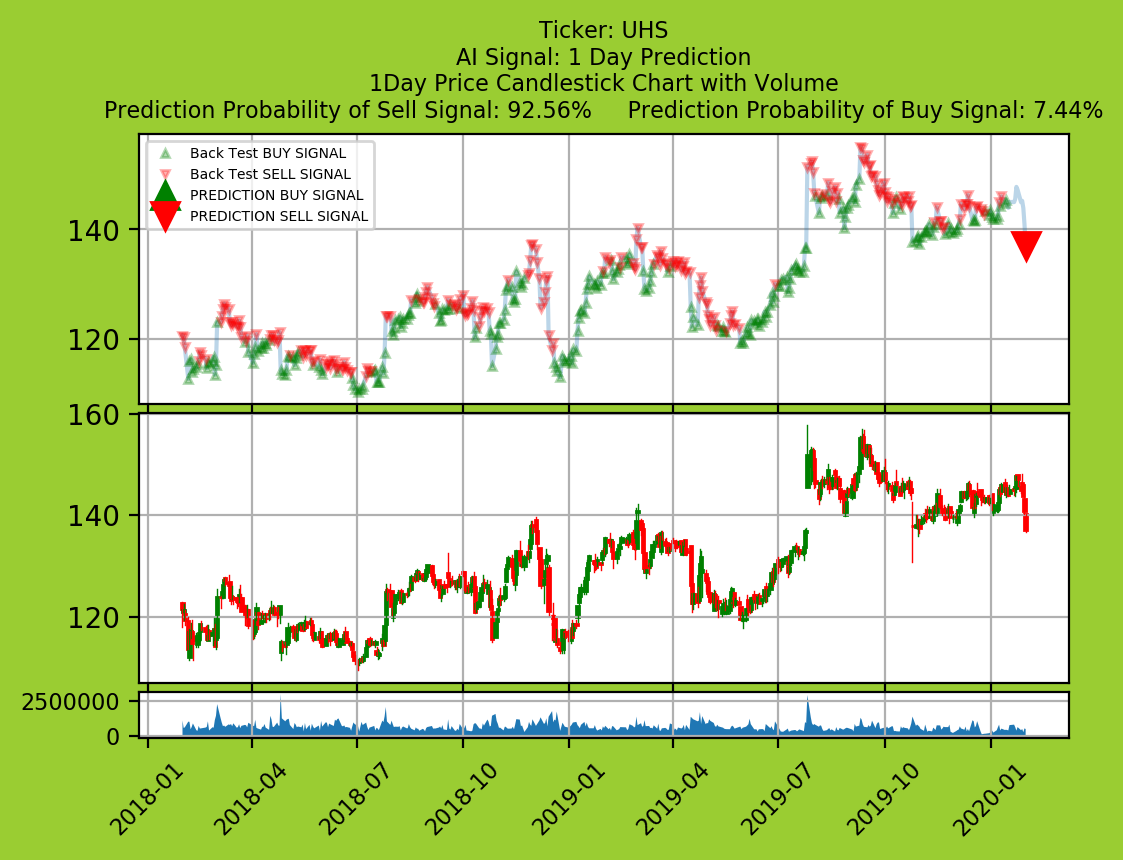 Ticker: UHS
AI Signal: 1 Day Prediction
1Day Price Candlestick Chart with Volume
Prediction Probability of Sell Signal: 92.56% Prediction Probability of Buy Signal: 7.44%
Back Test BUY SIGNAL
Back Test SELL SIGNAL
PREDICTION BUY SIGNAL
PREDICTION SELL SIGNAL
140
120
160
140
120
2500000
0
2018-01 2018-04 2018-07 2018-10 2019-01 2019-04 2019-07 2019-10 2020-01